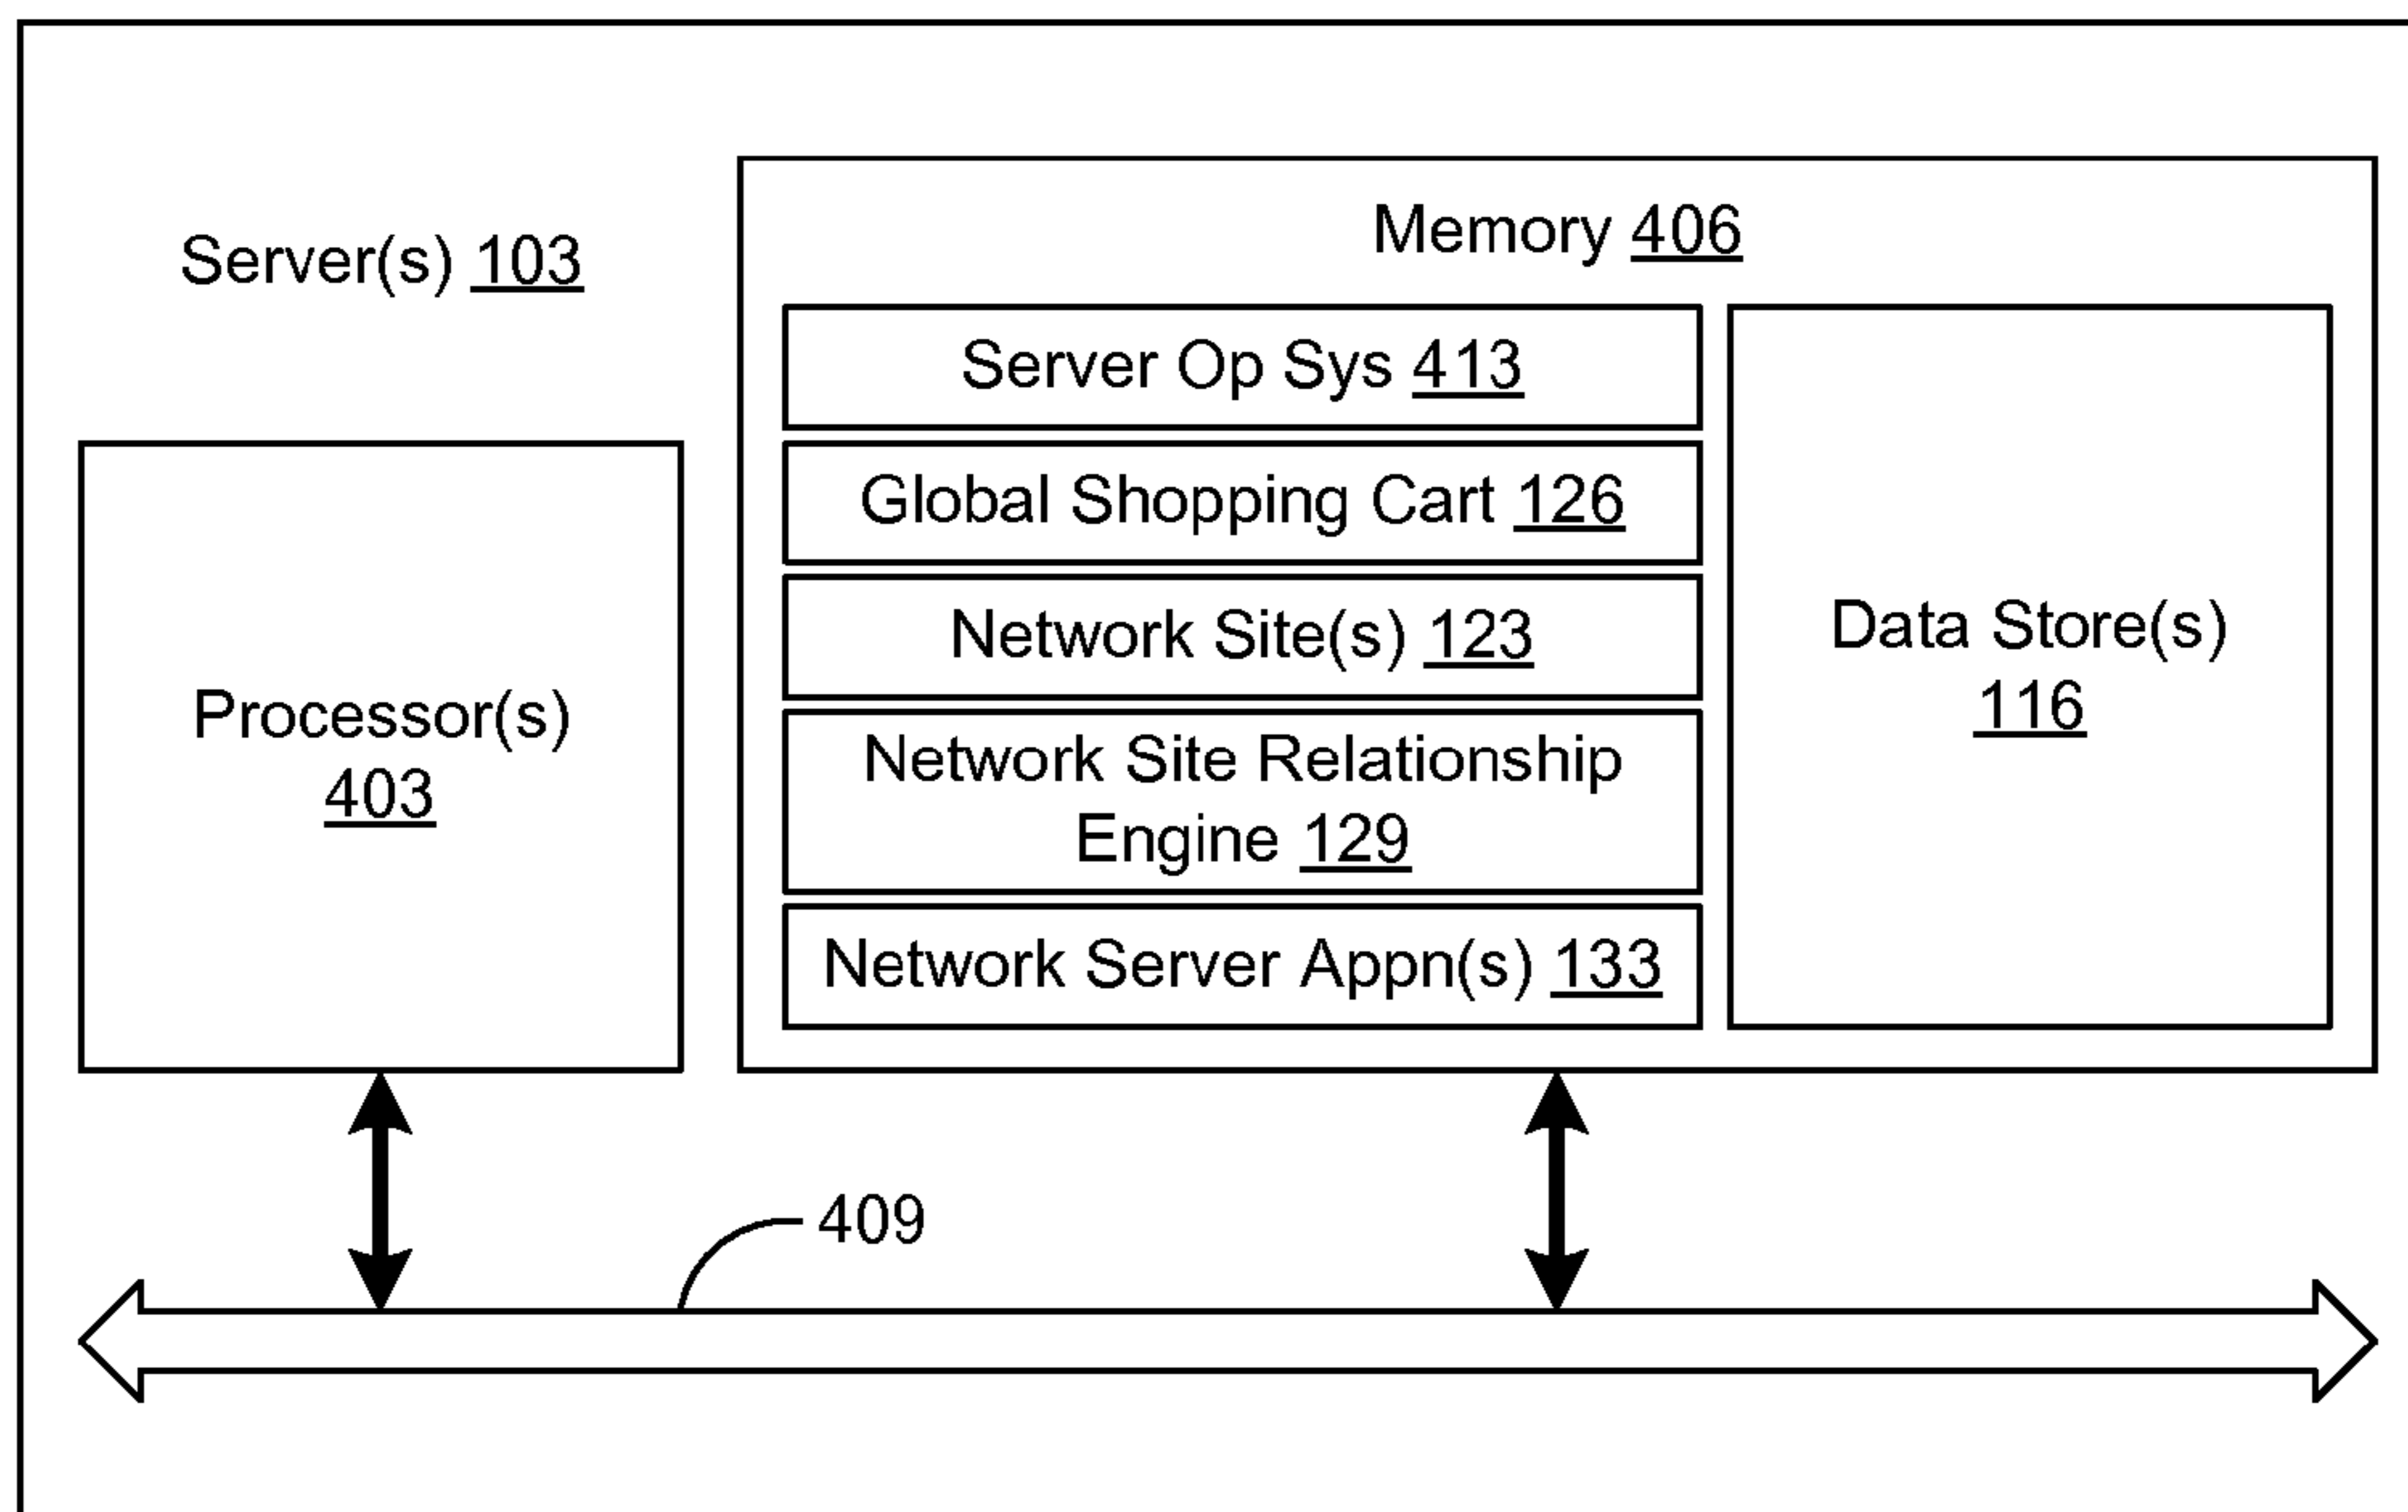 Server(s) 103
Memory 406
Server Op Sys 413
Global Shopping Cart 126
Network Site(s) 123
Network Site Relationship
Engine 129
Network Server Appn(s) 133
Data Store(s)
116
Processor(s)
403
409